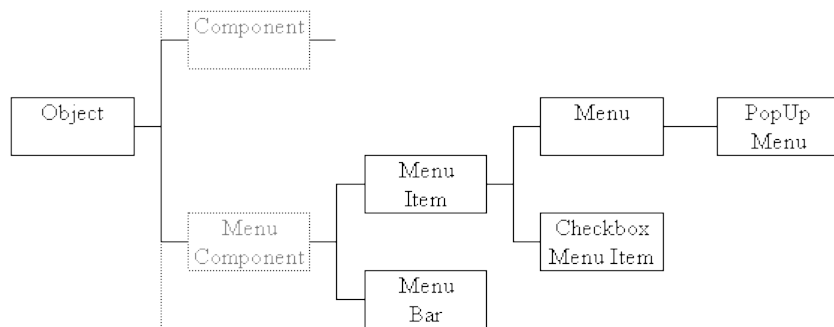 Component
Object
Menu
PopUp
Menu
Menu
Item
Menu
Component
Checkbox
Menu Item
Menu
Bar